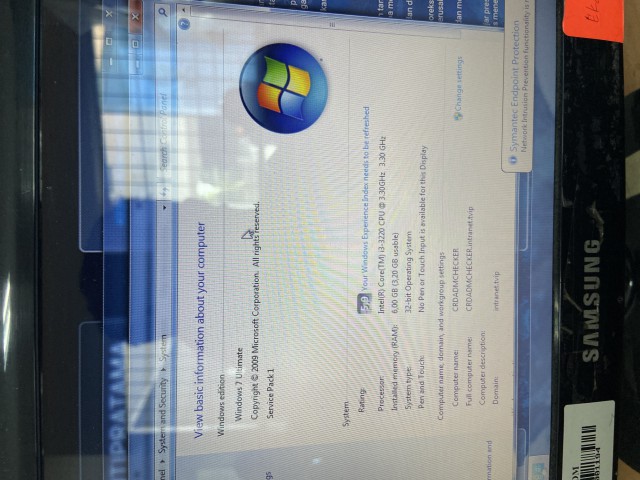 System and Security ▸ System
Search Control Panel
View basic information about your computer
Windows edition
Windows 7 Ultimate
Copyright © 2009 Microsoft Corporation. All rights reserved.
Service Pack 1
System
Rating: 5,9 Your Windows Experience Index needs to be refreshed
Processor: Intel(R) Core(TM) i3-3220 CPU @ 3.30GHz 3.30 GHz
Installed memory (RAM): 6,00 GB (3,20 GB usable)
System type: 32-bit Operating System
Pen and Touch: No Pen or Touch Input is available for this Display
Computer name, domain, and workgroup settings
Computer name: CRDADMCHECKER
Change settings
Full computer name: CRDADMCHECKER.intranet.tvip
Computer description:
Domain: intranet.tvip
Symantec Endpoint Protection
Network Intrusion Prevention functionality is
SAMSUNG